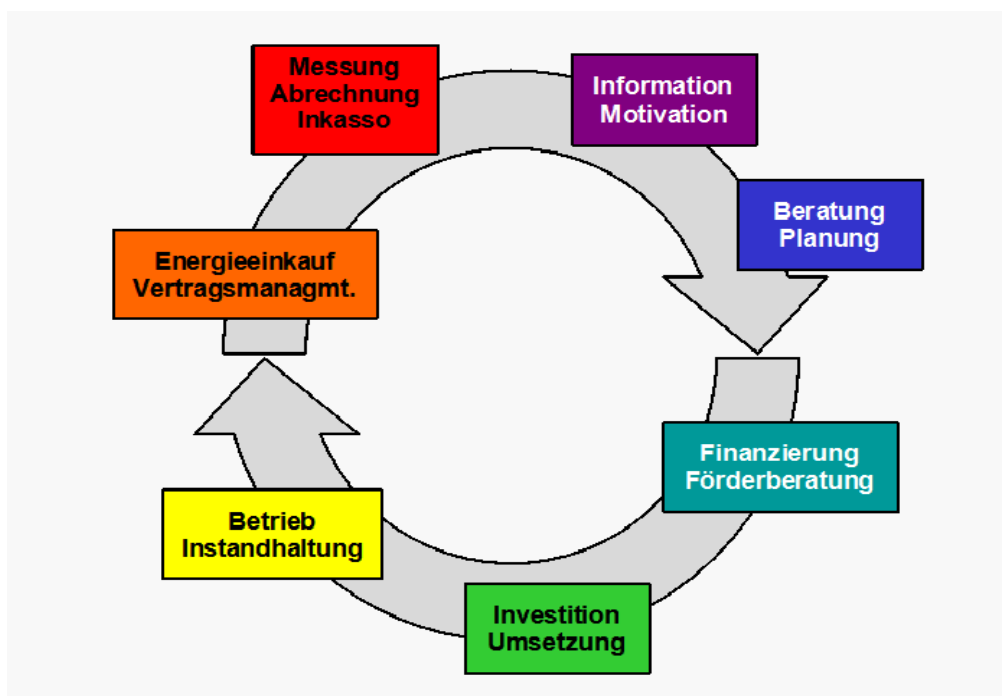 Messung
Abrechnung
Inkasso
Information
Motivation
Beratung
Planung
Energieeinkauf
Vertragsmanagmt.
Finanzierung
Förderberatung
Betrieb
Instandhaltung
Investition
Umsetzung